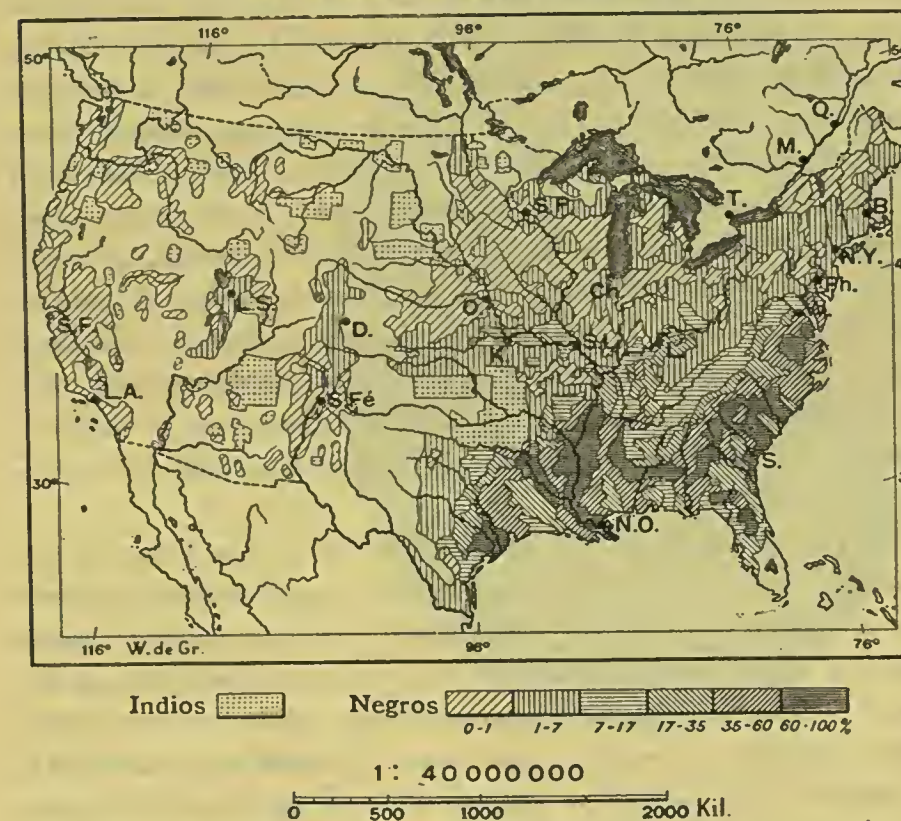 116° 96° 76°
50°
Q.
M.
S.P. T. B.
N.Y.
Ph.
Ch.
O.
S.F. D.
K. S.L.
L.A. S.Fé
S.
30°
N.O.
116° W. de Gr. 96° 76°
Indios Negros
0-1 1-7 7-17 17-35 35-60 60-100%
1: 40000000
0 500 1000 2000 Kil.